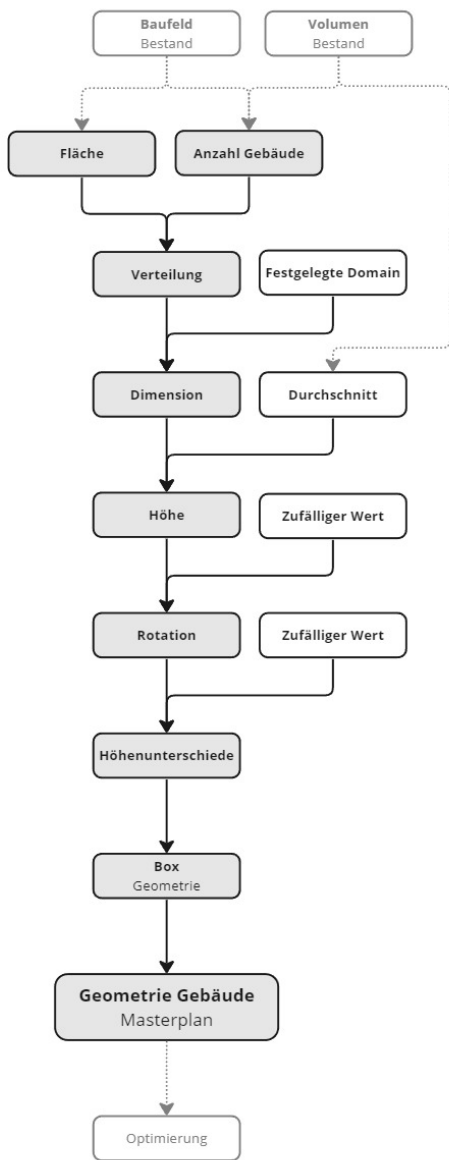 Baufeld
Bestand
Volumen
Bestand
Fläche
Anzahl Gebäude
Verteilung
Festgelegte Domain
Dimension
Durchschnitt
Höhe
Zufälliger Wert
Rotation
Zufälliger Wert
Höhenunterschiede
Box
Geometrie
Geometrie Gebäude
Masterplan
Optimierung